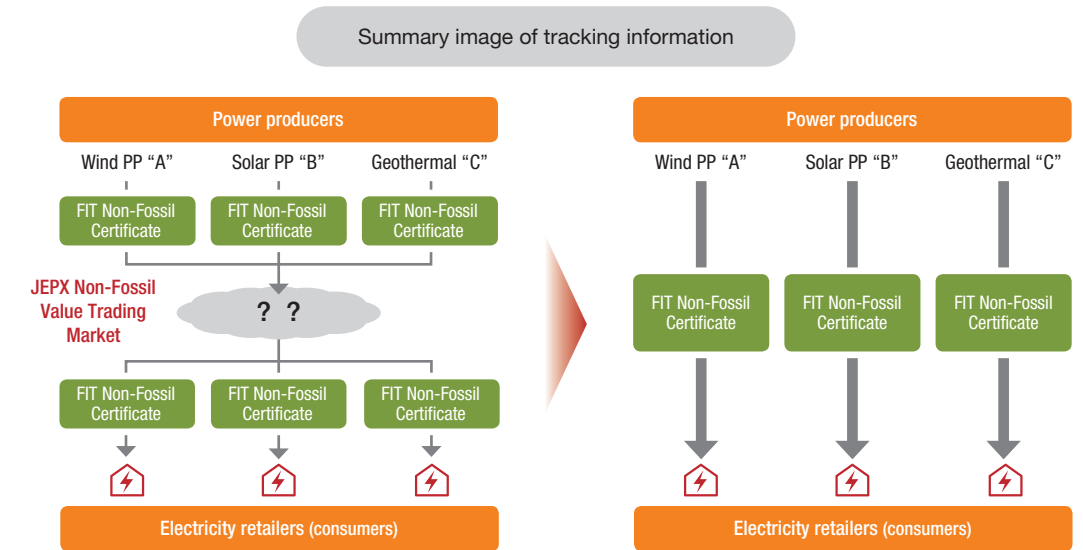 Summary image of tracking information
Power producers
Wind PP “A”
Solar PP “B”
Geothermal “C”
FIT Non-Fossil
Certificate
FIT Non-Fossil
Certificate
FIT Non-Fossil
Certificate
JEPX Non-Fossil
Value Trading
Market
? ?
FIT Non-Fossil
Certificate
FIT Non-Fossil
Certificate
FIT Non-Fossil
Certificate
Electricity retailers (consumers)
Power producers
Wind PP “A”
Solar PP “B”
Geothermal “C”
FIT Non-Fossil
Certificate
FIT Non-Fossil
Certificate
FIT Non-Fossil
Certificate
Electricity retailers (consumers)